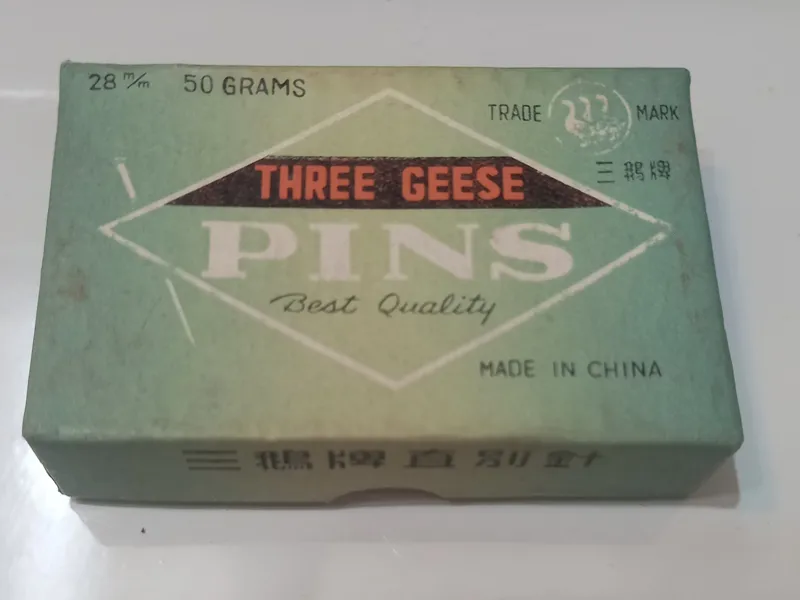 28 m/m 50 GRAMS
TRADE MARK
三鵝牌
THREE GEESE
PINS
Best Quality
MADE IN CHINA
三鵝牌直别針